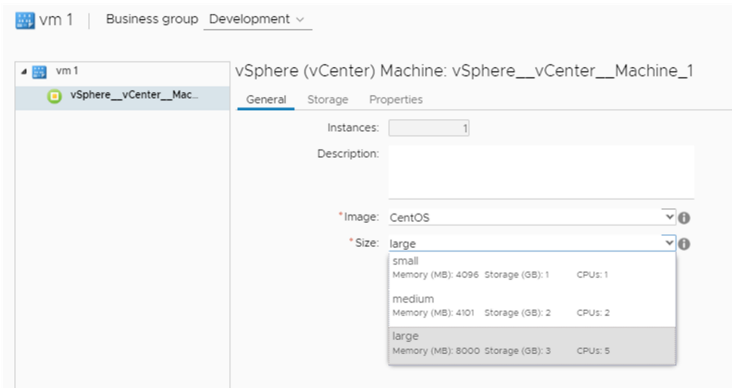 vm 1 Business group Development
vm 1
vSphere__vCenter__Mac...
vSphere (vCenter) Machine: vSphere__vCenter__Machine_1
General Storage Properties
Instances: 1
Description:
*Image: CentOS
*Size: large
small
Memory (MB): 4096 Storage (GB): 1 CPUs: 1
medium
Memory (MB): 4101 Storage (GB): 2 CPUs: 2
large
Memory (MB): 8000 Storage (GB): 3 CPUs: 5